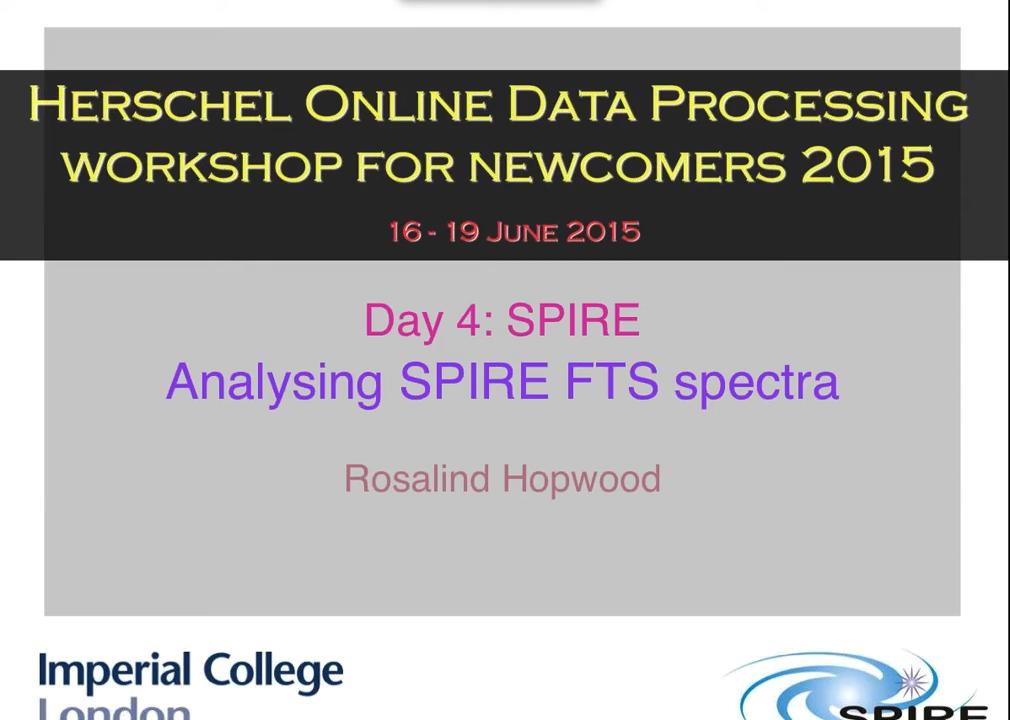 HERSCHEL ONLINE DATA PROCESSING
WORKSHOP FOR NEWCOMERS 2015
16 - 19 JUNE 2015
Day 4: SPIRE
Analysing SPIRE FTS spectra
Rosalind Hopwood
Imperial College
London
SPIRE